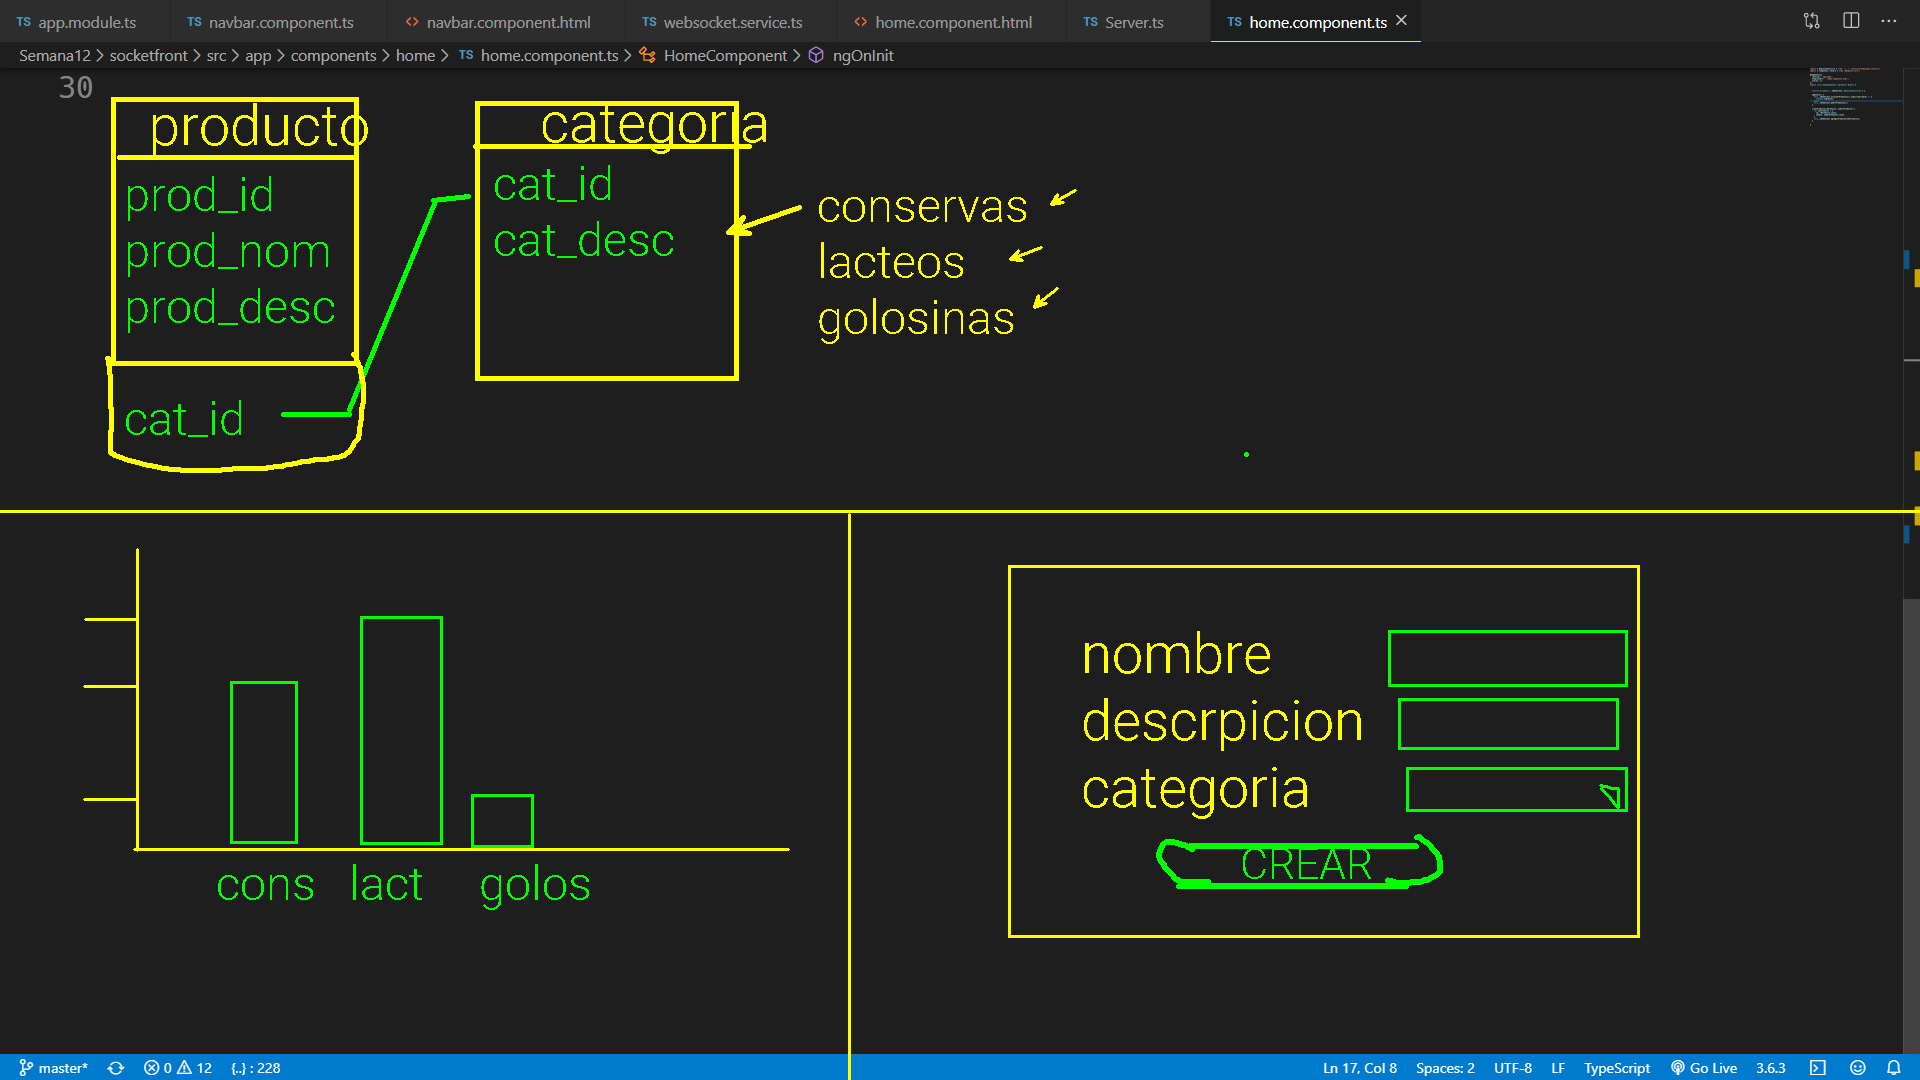 TS app.module.ts TS navbar.component.ts <> navbar.component.html TS websocket.service.ts <> home.component.html TS Server.ts TS home.component.ts
Semana12 > socketfront > src > app > components > home > TS home.component.ts > HomeComponent > ngOnInit
30
producto
prod_id
prod_nom
prod_desc
cat_id
categoria
cat_id
cat_desc
conservas
lacteos
golosinas
cons lact golos
nombre
descrpicion
categoria
CREAR
master* 0 12 {..} : 228 Ln 17, Col 8 Spaces: 2 UTF-8 LF TypeScript Go Live 3.6.3